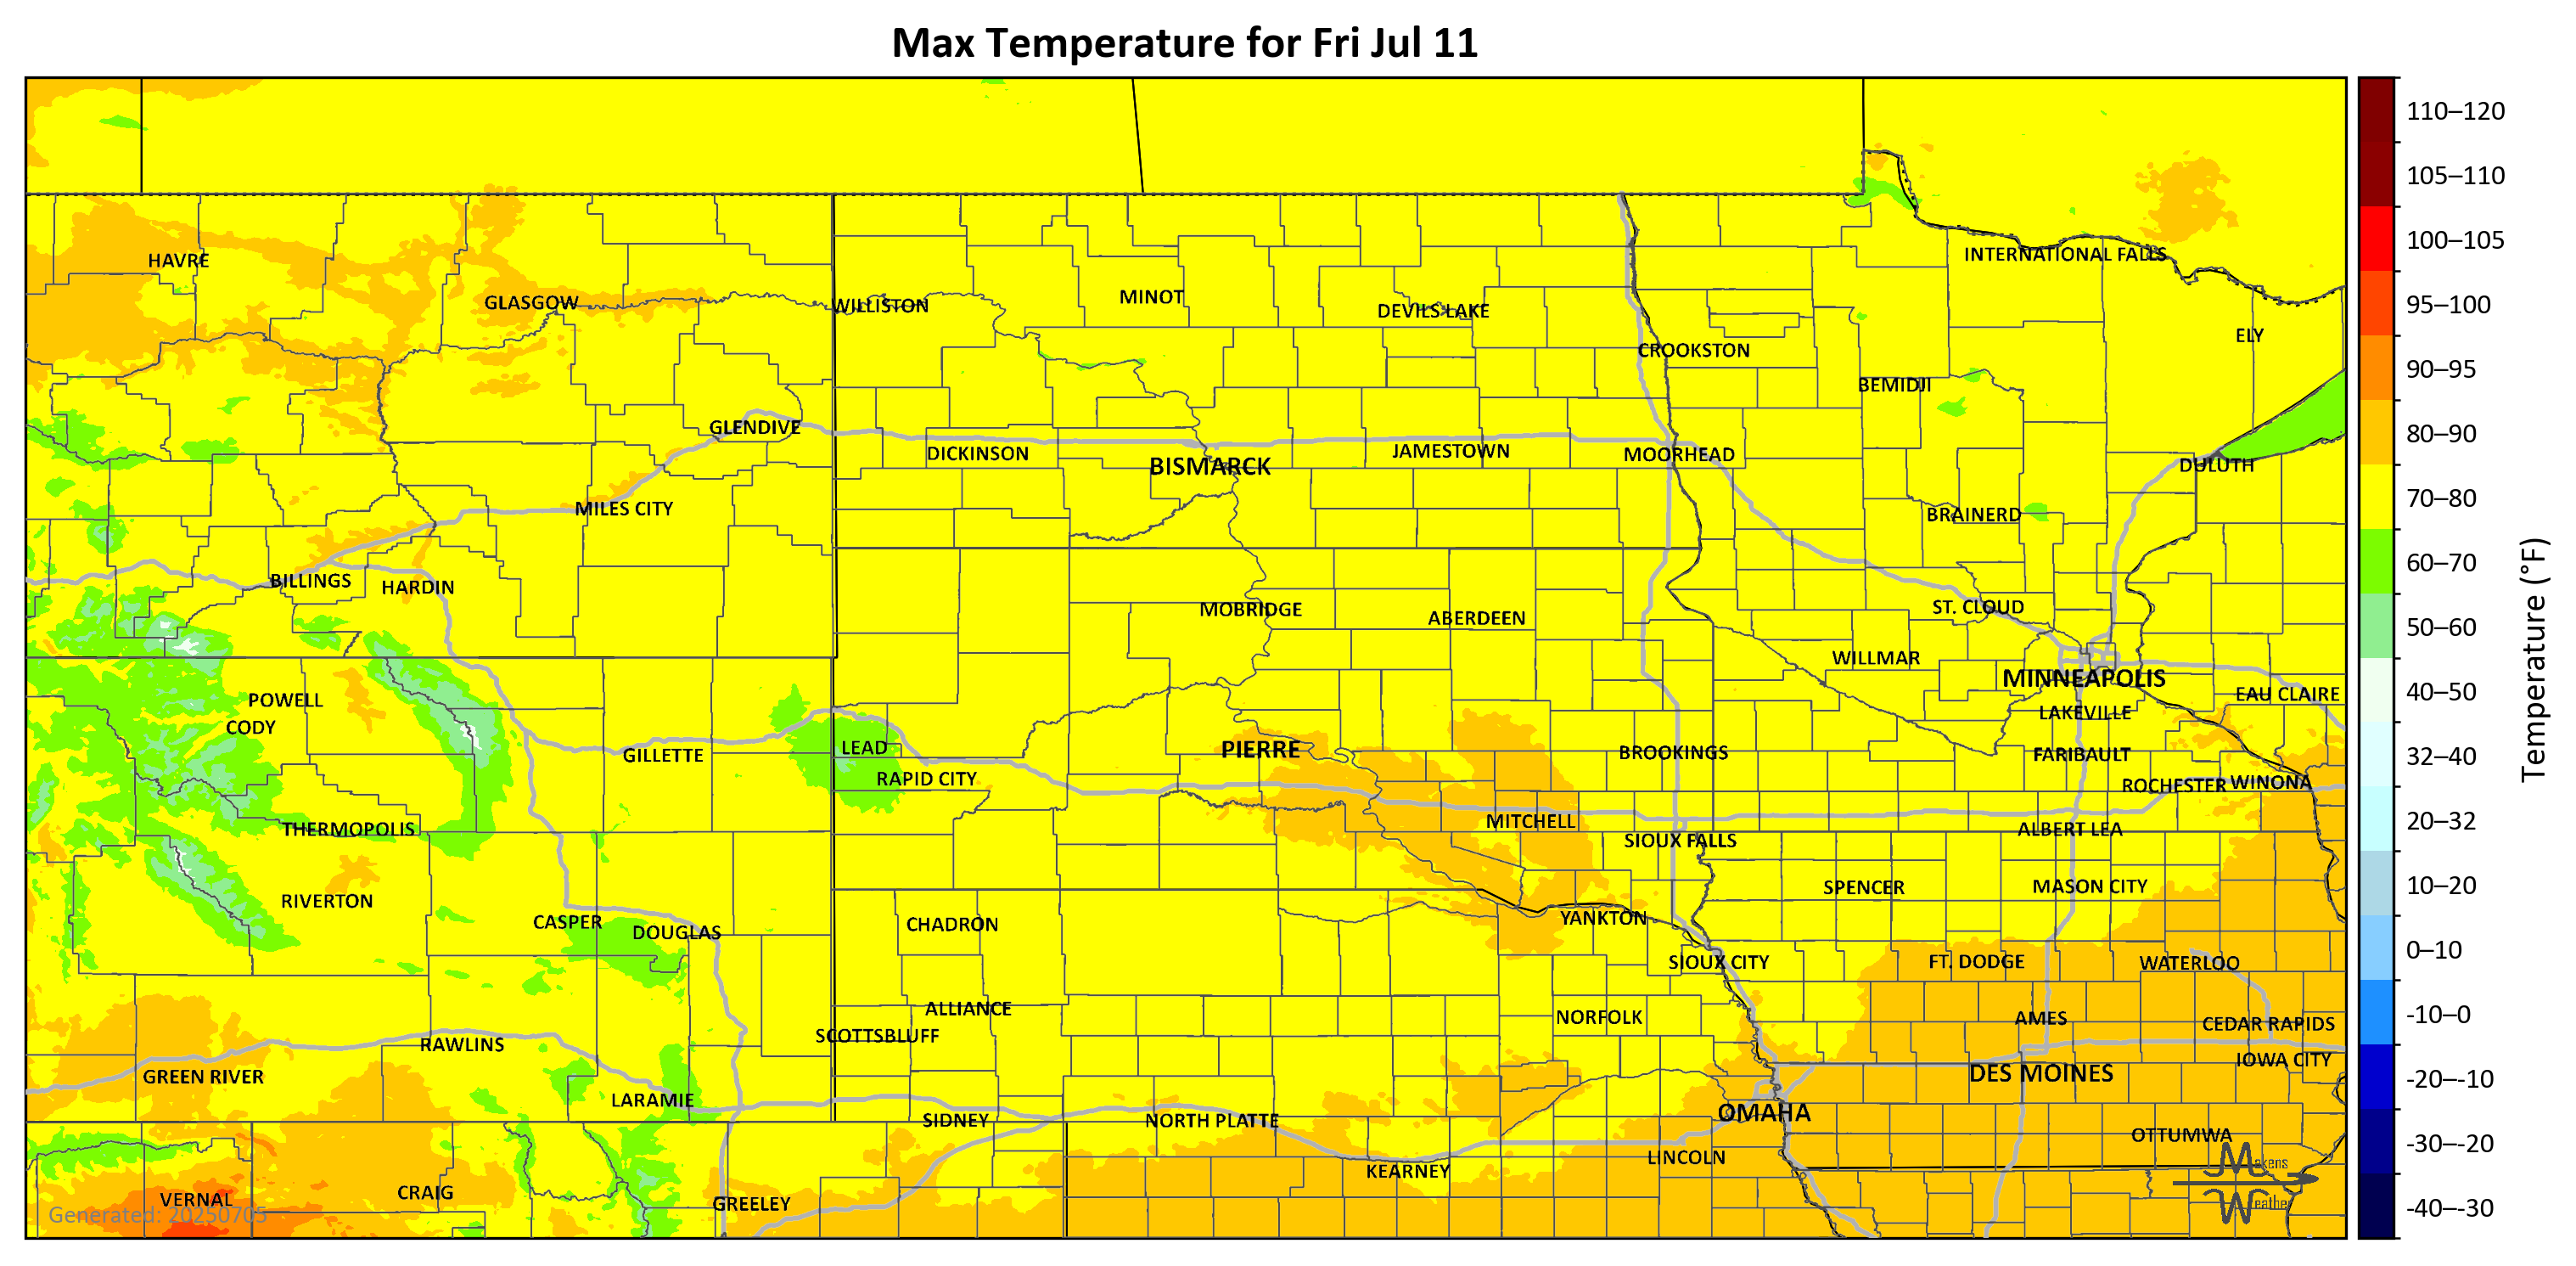 Max Temperature for Fri Jul 11
HAVRE
GLASGOW
WILLISTON
MINOT
DEVILS LAKE
INTERNATIONAL FALLS
ELY
CROOKSTON
BEMIDJI
GLENDIVE
DICKINSON
BISMARCK
JAMESTOWN
MOORHEAD
DULUTH
MILES CITY
BRAINERD
BILLINGS
HARDIN
MOBRIDGE
ABERDEEN
ST. CLOUD
WILLMAR
MINNEAPOLIS
POWELL
CODY
EAU CLAIRE
LAKEVILLE
GILLETTE
LEAD
RAPID CITY
PIERRE
BROOKINGS
FARIBAULT
ROCHESTER
WINONA
THERMOPOLIS
MITCHELL
SIOUX FALLS
ALBERT LEA
RIVERTON
SPENCER
MASON CITY
CASPER
DOUGLAS
CHADRON
YANKTON
SIOUX CITY
FT. DODGE
WATERLOO
ALLIANCE
SCOTTSBLUFF
NORFOLK
AMES
CEDAR RAPIDS
RAWLINS
GREEN RIVER
IOWA CITY
DES MOINES
LARAMIE
SIDNEY
NORTH PLATTE
OMAHA
OTTUMWA
KEARNEY
LINCOLN
VERNAL
CRAIG
GREELEY
Generated: 20250705
Makens
Weather
110–120
105–110
100–105
95–100
90–95
80–90
70–80
60–70
50–60
40–50
32–40
20–32
10–20
0–10
-10–0
-20–-10
-30–-20
-40–-30
Temperature (°F)